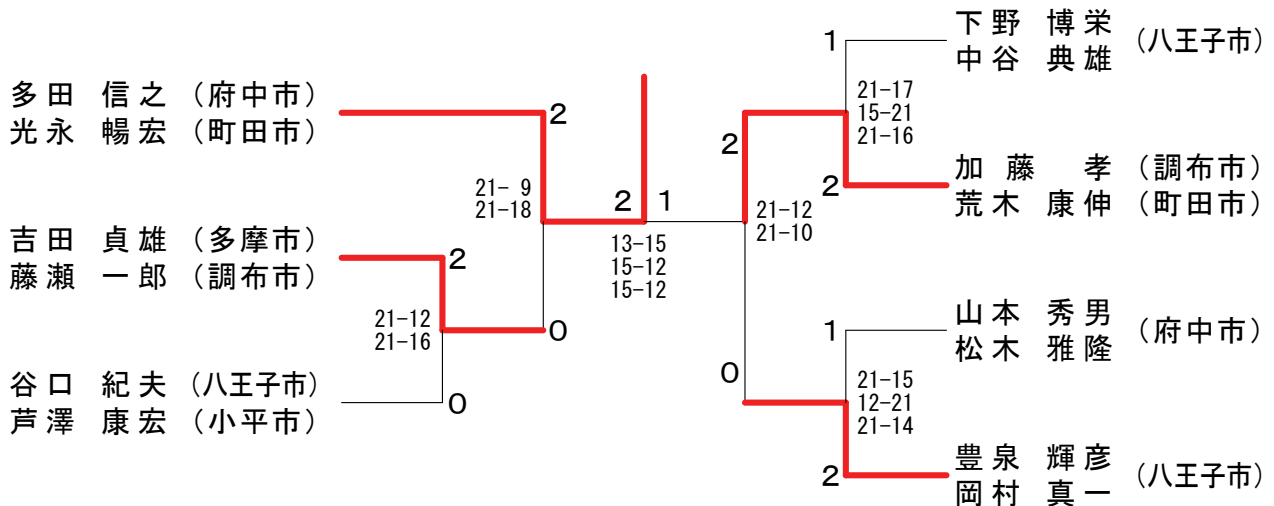 多田 信之 (府中市)
光永 暢宏 (町田市)
2
21- 9
21-18
吉田 貞雄 (多摩市)
藤瀬 一郎 (調布市)
2
21-12
21-16
0
谷口 紀夫 (八王子市)
芦澤 康宏 (小平市)
0
2 1
13-15
15-12
15-12
下野 博栄 (八王子市)
中谷 典雄
1
21-17
15-21
21-16
2
加藤 孝 (調布市)
荒木 康伸 (町田市)
2
21-12
21-10
0
山本 秀男 (府中市)
松木 雅隆
1
21-15
12-21
21-14
2
豊泉 輝彦 (八王子市)
岡村 真一